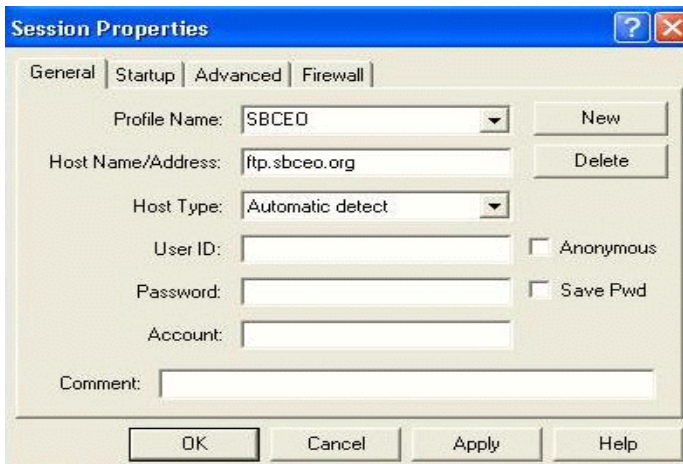 Session Properties
General Startup Advanced Firewall
Profile Name: SBCEO New
Host Name/Address: ftp.sbceo.org Delete
Host Type: Automatic detect
User ID: Anonymous
Password: Save Pwd
Account:
Comment:
OK Cancel Apply Help